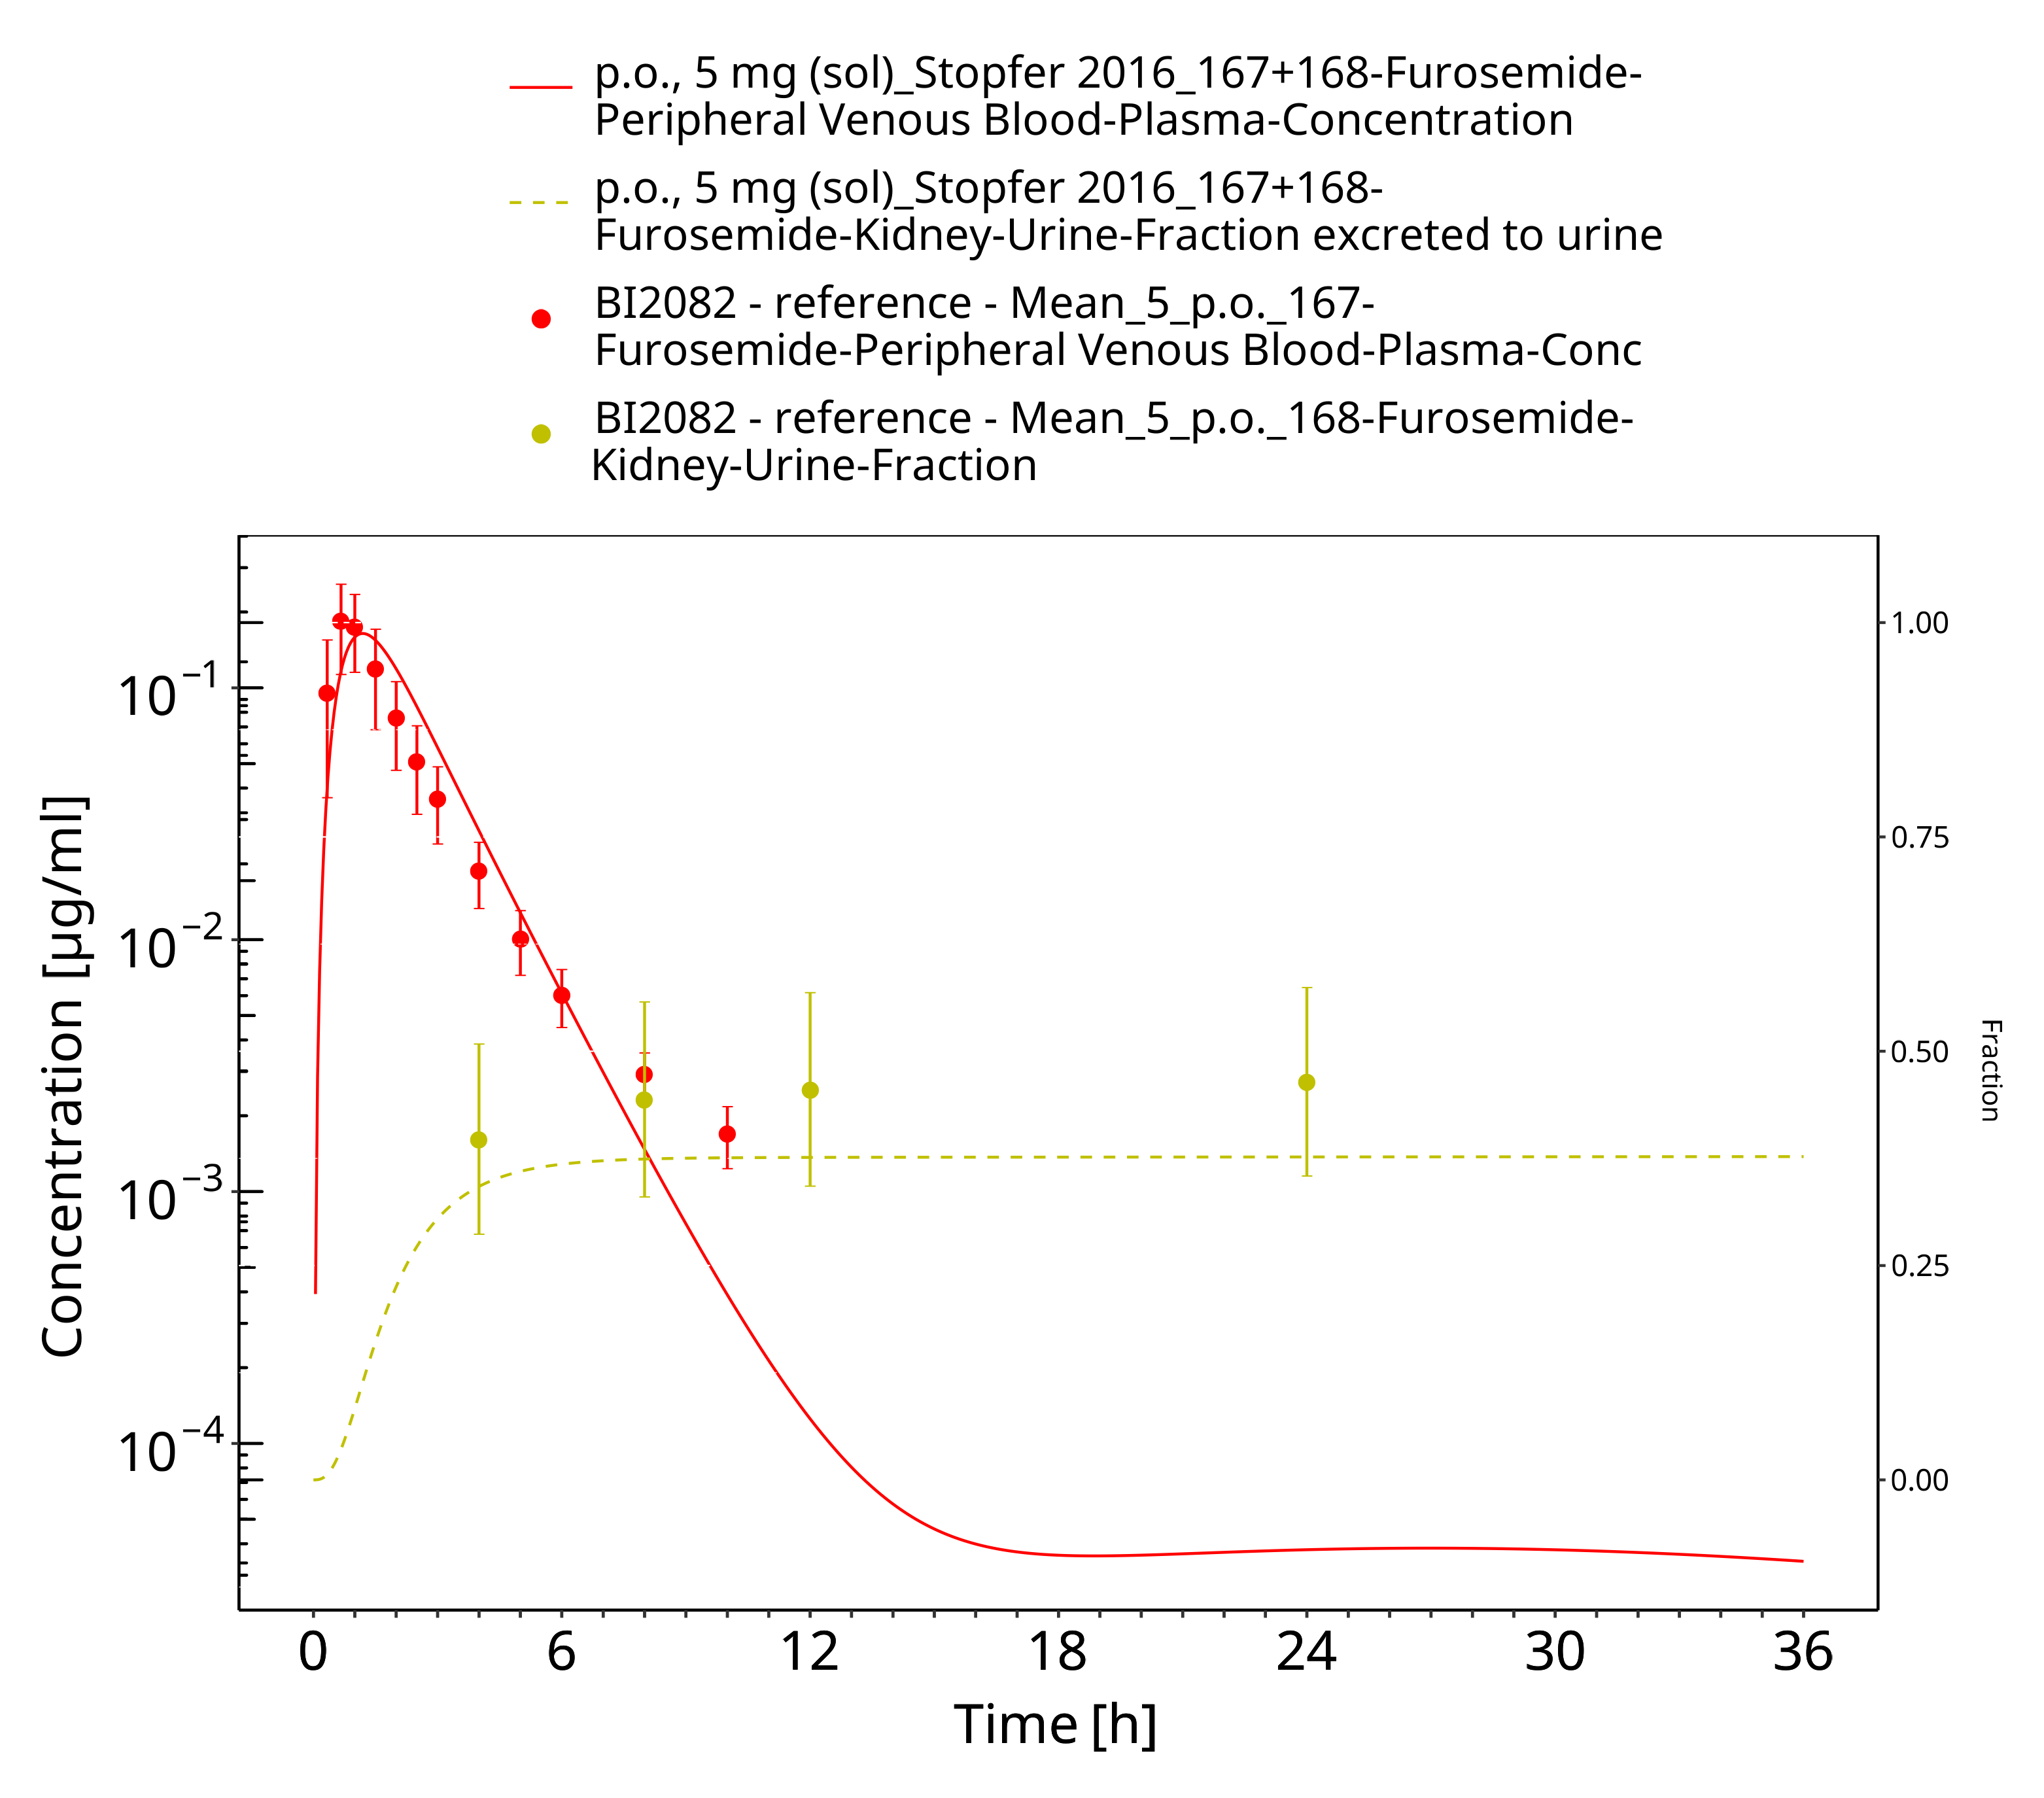 p.o., 5 mg (sol)_Stopfer 2016_167+168-Furosemide-
Peripheral Venous Blood-Plasma-Concentration
p.o., 5 mg (sol)_Stopfer 2016_167+168-
Furosemide-Kidney-Urine-Fraction excreted to urine
BI2082 - reference - Mean_5_p.o._167-
Furosemide-Peripheral Venous Blood-Plasma-Conc
BI2082 - reference - Mean_5_p.o._168-Furosemide-
Kidney-Urine-Fraction
Concentration [µg/ml]
10⁻¹
10⁻²
10⁻³
10⁻⁴
1.00
0.75
0.50
0.25
0.00
Fraction
0 6 12 18 24 30 36
Time [h]